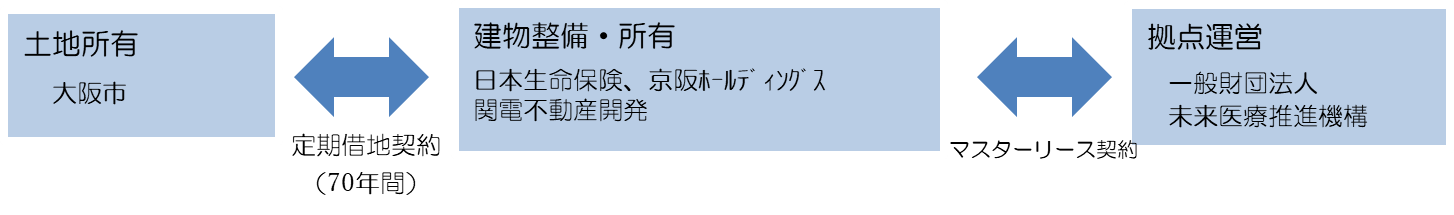 土地所有
大阪市
定期借地契約
（70年間）
建物整備・所有
日本生命保険、京阪ﾎｰﾙﾃﾞｨﾝｸﾞｽ
関電不動産開発
マスターリース契約
拠点運営
一般財団法人
未来医療推進機構